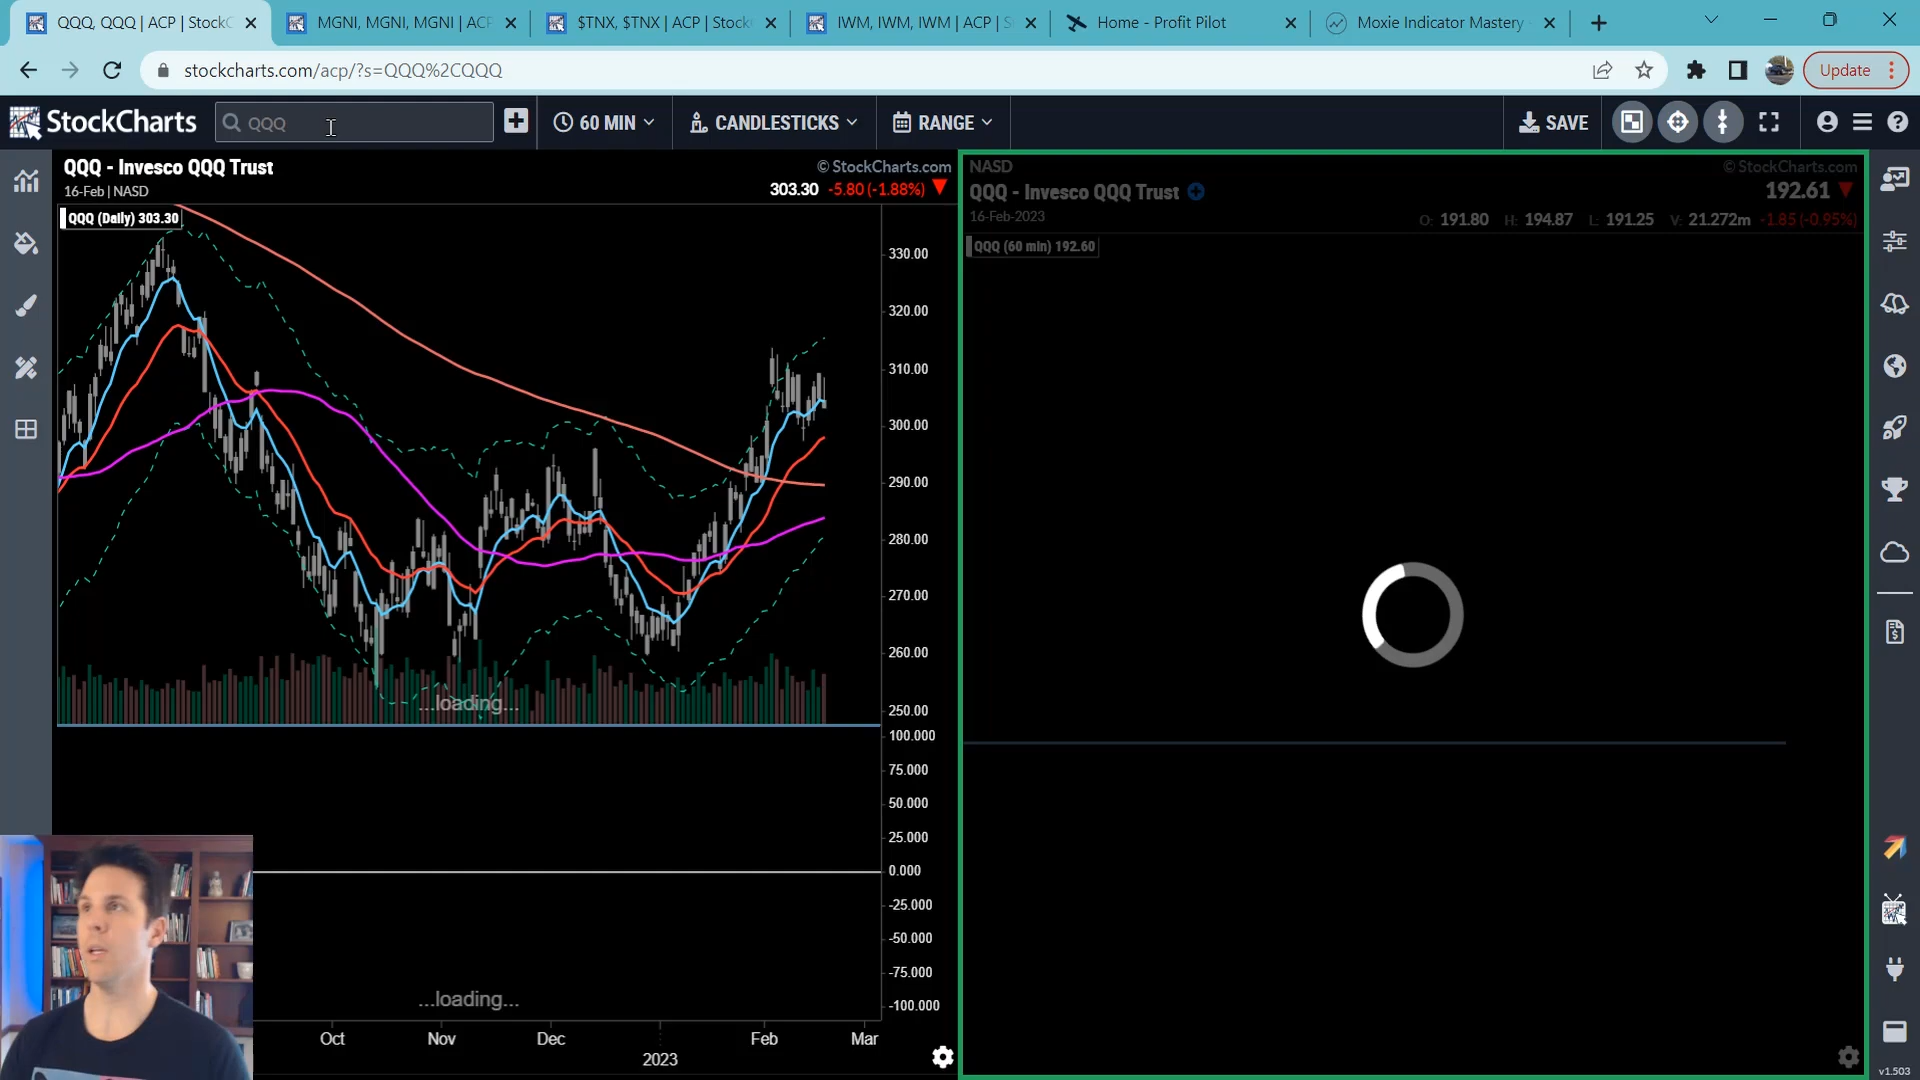 QQQ, QQQ | ACP | StockC
MGNI, MGNI, MGNI | ACP
$TNX, $TNX | ACP | Stock
IWM, IWM, IWM | ACP | S
Home - Profit Pilot
Moxie Indicator Mastery
stockcharts.com/acp/?s=QQQ%2CQQQ
Update
StockCharts
QQQ
60 MIN
CANDLESTICKS
RANGE
SAVE
QQQ - Invesco QQQ Trust
© StockCharts.com
16-Feb | NASD
303.30 -5.80 (-1.88%)
QQQ (Daily) 303.30
330.00
320.00
310.00
300.00
290.00
280.00
270.00
260.00
250.00
...loading...
100.000
75.000
50.000
25.000
0.000
-25.000
-50.000
-75.000
-100.000
...loading...
Oct
Nov
Dec
2023
Feb
Mar
NASD
© StockCharts.com
QQQ - Invesco QQQ Trust
192.61
16-Feb-2023
O: 191.80 H: 194.87 L: 191.25 V: 21.272m -1.85 (-0.95%)
QQQ (60 min) 192.60
v1.503